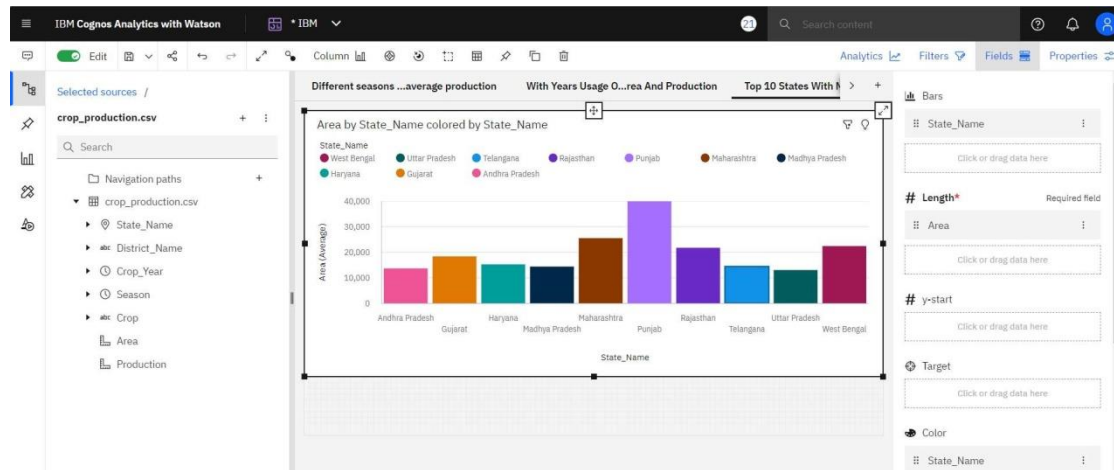 IBM Cognos Analytics with Watson
* IBM
21
Search content
Edit
Column
Analytics
Filters
Fields
Properties
Selected sources /
crop_production.csv
Search
Navigation paths
crop_production.csv
State_Name
abc District_Name
Crop_Year
Season
abc Crop
Area
Production
Different seasons ...average production
With Years Usage O...rea And Production
Top 10 States With
Area by State_Name colored by State_Name
State_Name
West Bengal
Uttar Pradesh
Telangana
Rajasthan
Punjab
Maharashtra
Madhya Pradesh
Haryana
Gujarat
Andhra Pradesh
Area (Average)
40,000
30,000
20,000
10,000
0
Andhra Pradesh
Gujarat
Haryana
Madhya Pradesh
Maharashtra
Punjab
Rajasthan
Telangana
Uttar Pradesh
West Bengal
State_Name
Bars
State_Name
Click or drag data here
# Length*
Required field
Area
Click or drag data here
# y-start
Click or drag data here
Target
Click or drag data here
Color
State_Name